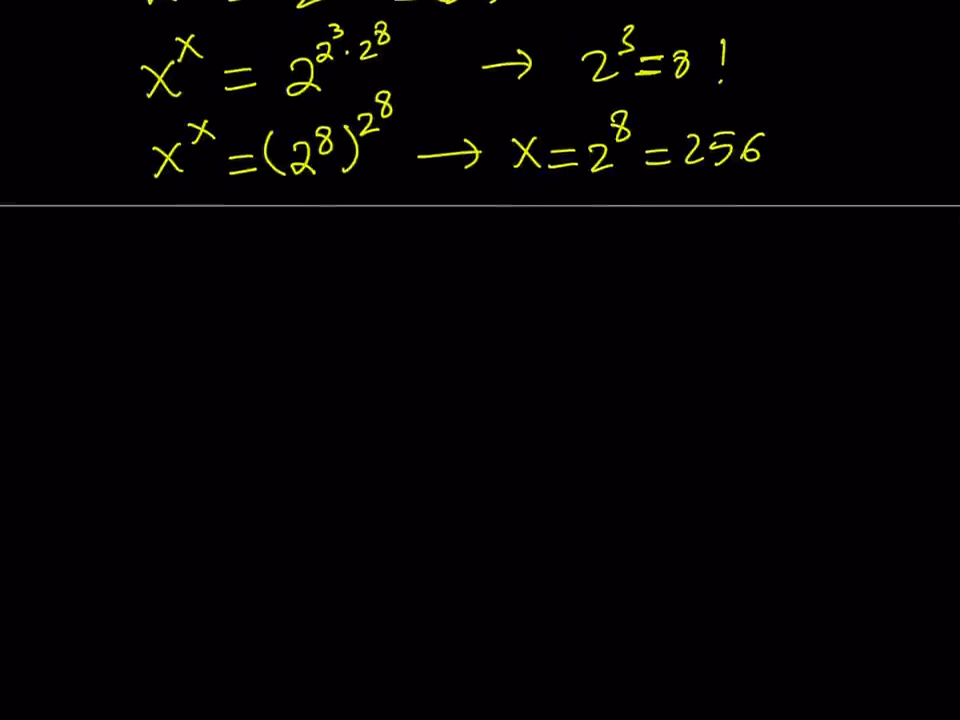 x^x = 2^(2^3 · 2^8) → 2^3 = 8 !
x^x = (2^8)^(2^8) → x = 2^8 = 256